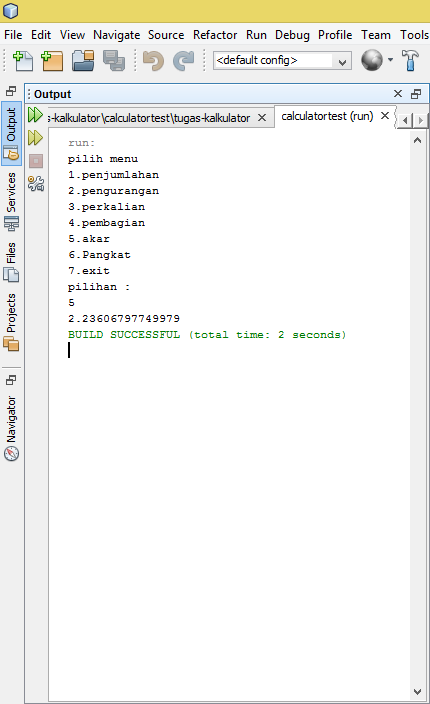 File Edit View Navigate Source Refactor Run Debug Profile Team Tools
<default config>
Output
s-kalkulator\calculatortest\tugas-kalkulator
calculatortest (run)
Output
Services
Files
Projects
Navigator
run:
pilih menu
1.penjumlahan
2.pengurangan
3.perkalian
4.pembagian
5.akar
6.Pangkat
7.exit
pilihan :
5
2.23606797749979
BUILD SUCCESSFUL (total time: 2 seconds)